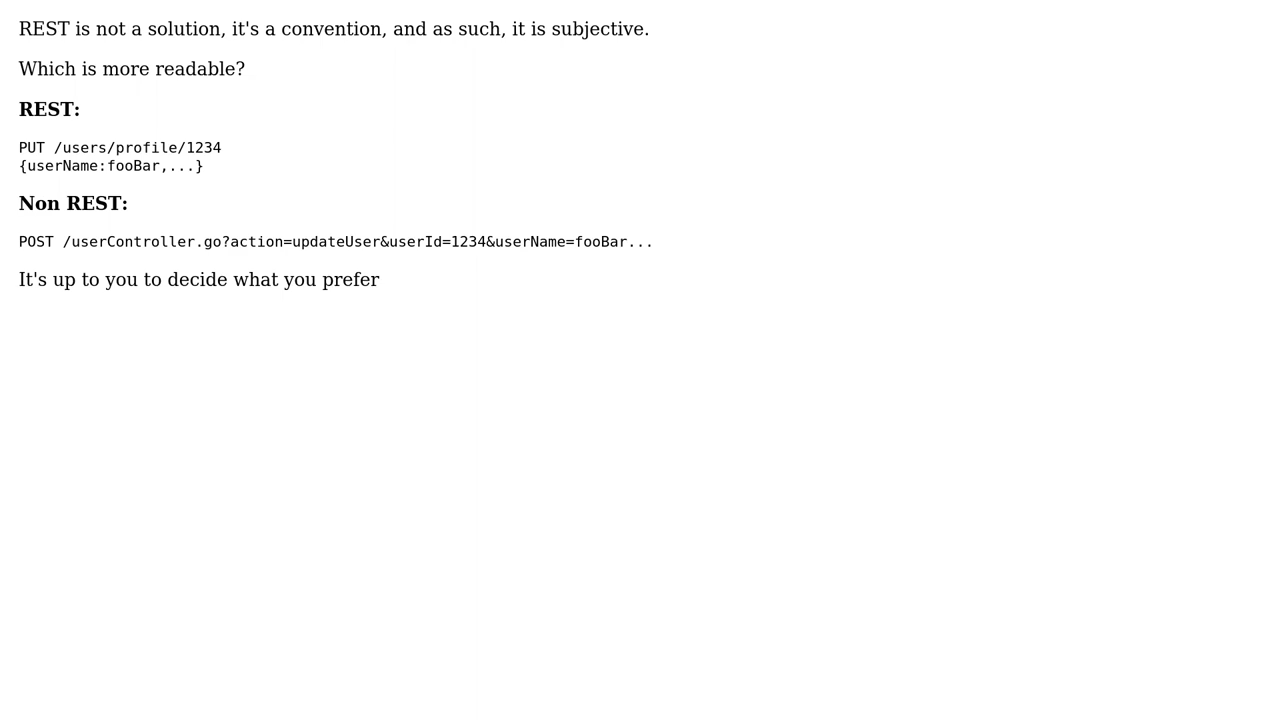 REST is not a solution, it's a convention, and as such, it is subjective.
Which is more readable?
REST:
PUT /users/profile/1234
{userName:fooBar,...}
Non REST:
POST /userController.go?action=updateUser&userId=1234&userName=fooBar...
It's up to you to decide what you prefer